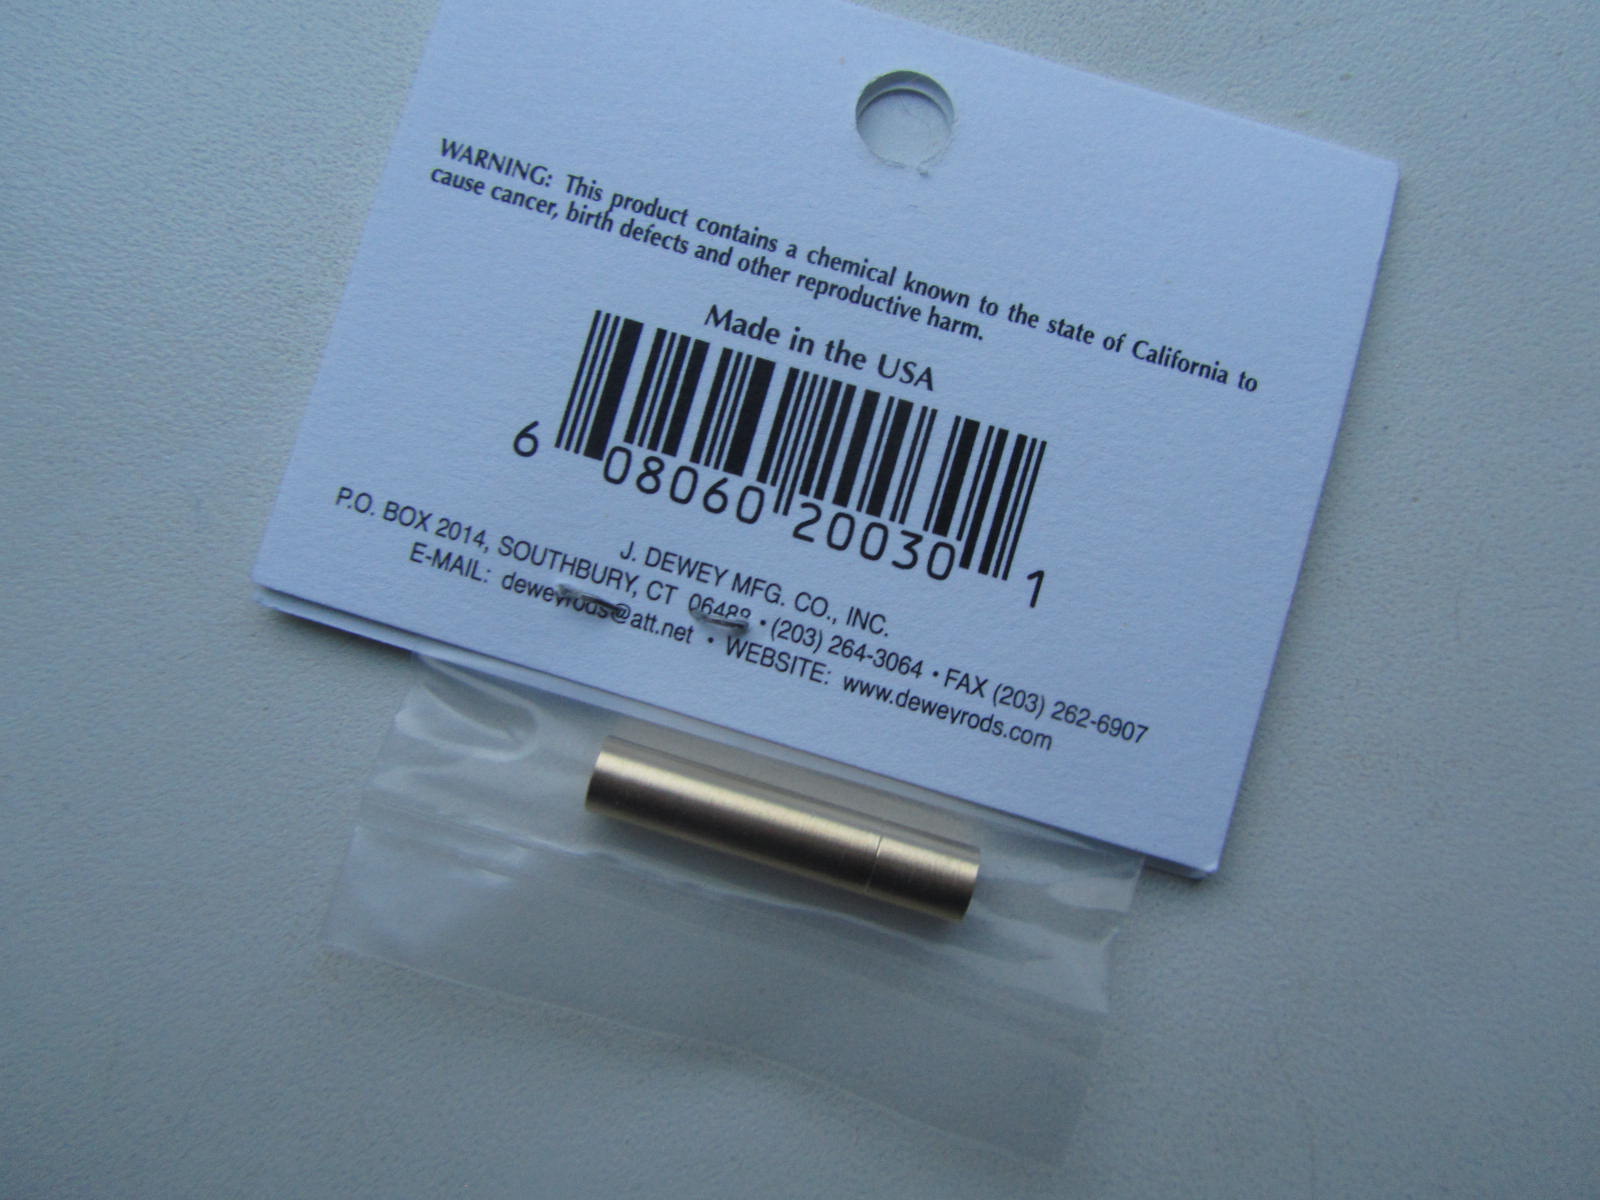 WARNING: This product contains a chemical known to the state of California to
cause cancer, birth defects and other reproductive harm.
Made in the USA
6 08060 20030 1
J. DEWEY MFG. CO., INC.
P.O. BOX 2014, SOUTHBURY, CT 06488 • (203) 264-3064 • FAX (203) 262-6907
E-MAIL: deweyrods@att.net • WEBSITE: www.deweyrods.com